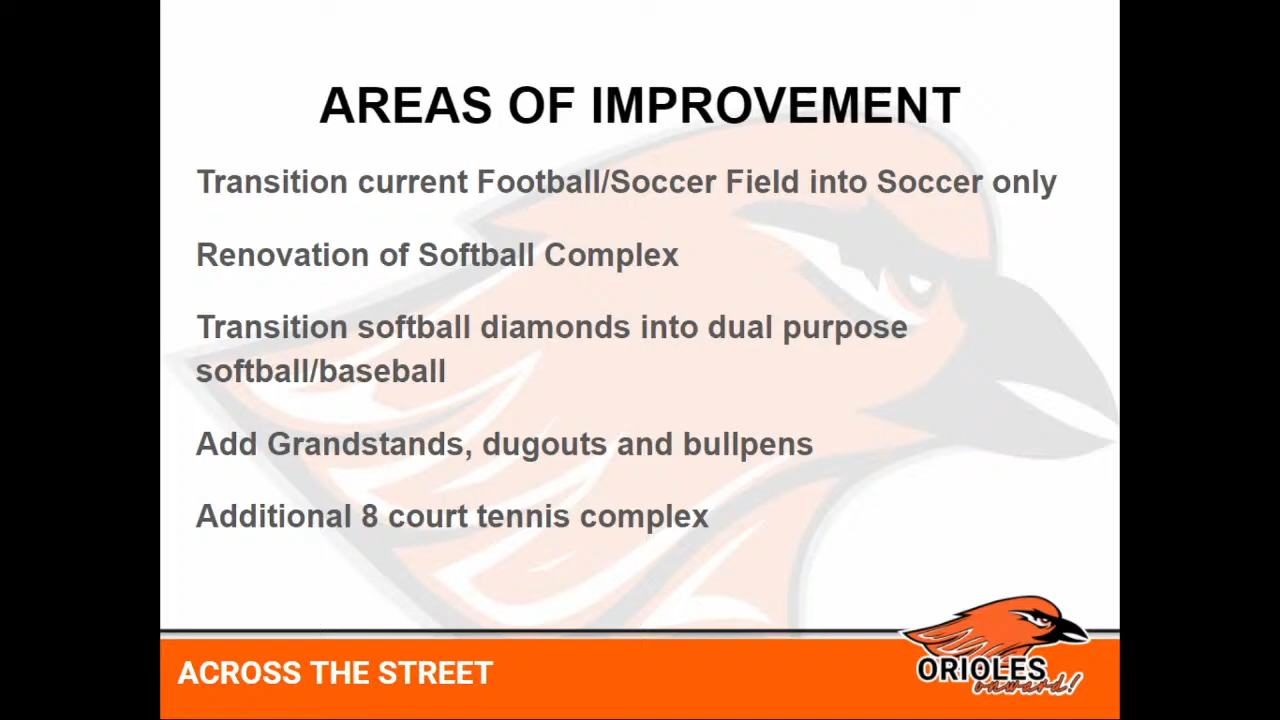 AREAS OF IMPROVEMENT
Transition current Football/Soccer Field into Soccer only
Renovation of Softball Complex
Transition softball diamonds into dual purpose
softball/baseball
Add Grandstands, dugouts and bullpens
Additional 8 court tennis complex
ACROSS THE STREET
ORIOLES
onward!